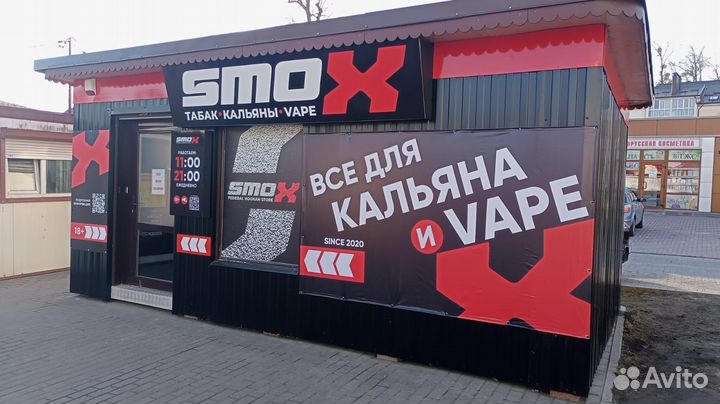 SMOX
ТАБАК • КАЛЬЯНЫ • VAPE
SMOX
РАБОТАЕМ
11:00
21:00
ЕЖЕДНЕВНО
18+
SMOX
FEDERAL HOOKAH STORE
ВСЕ ДЛЯ
КАЛЬЯНА
И VAPE
SINCE 2020
КОСМЕТИКА
Avito